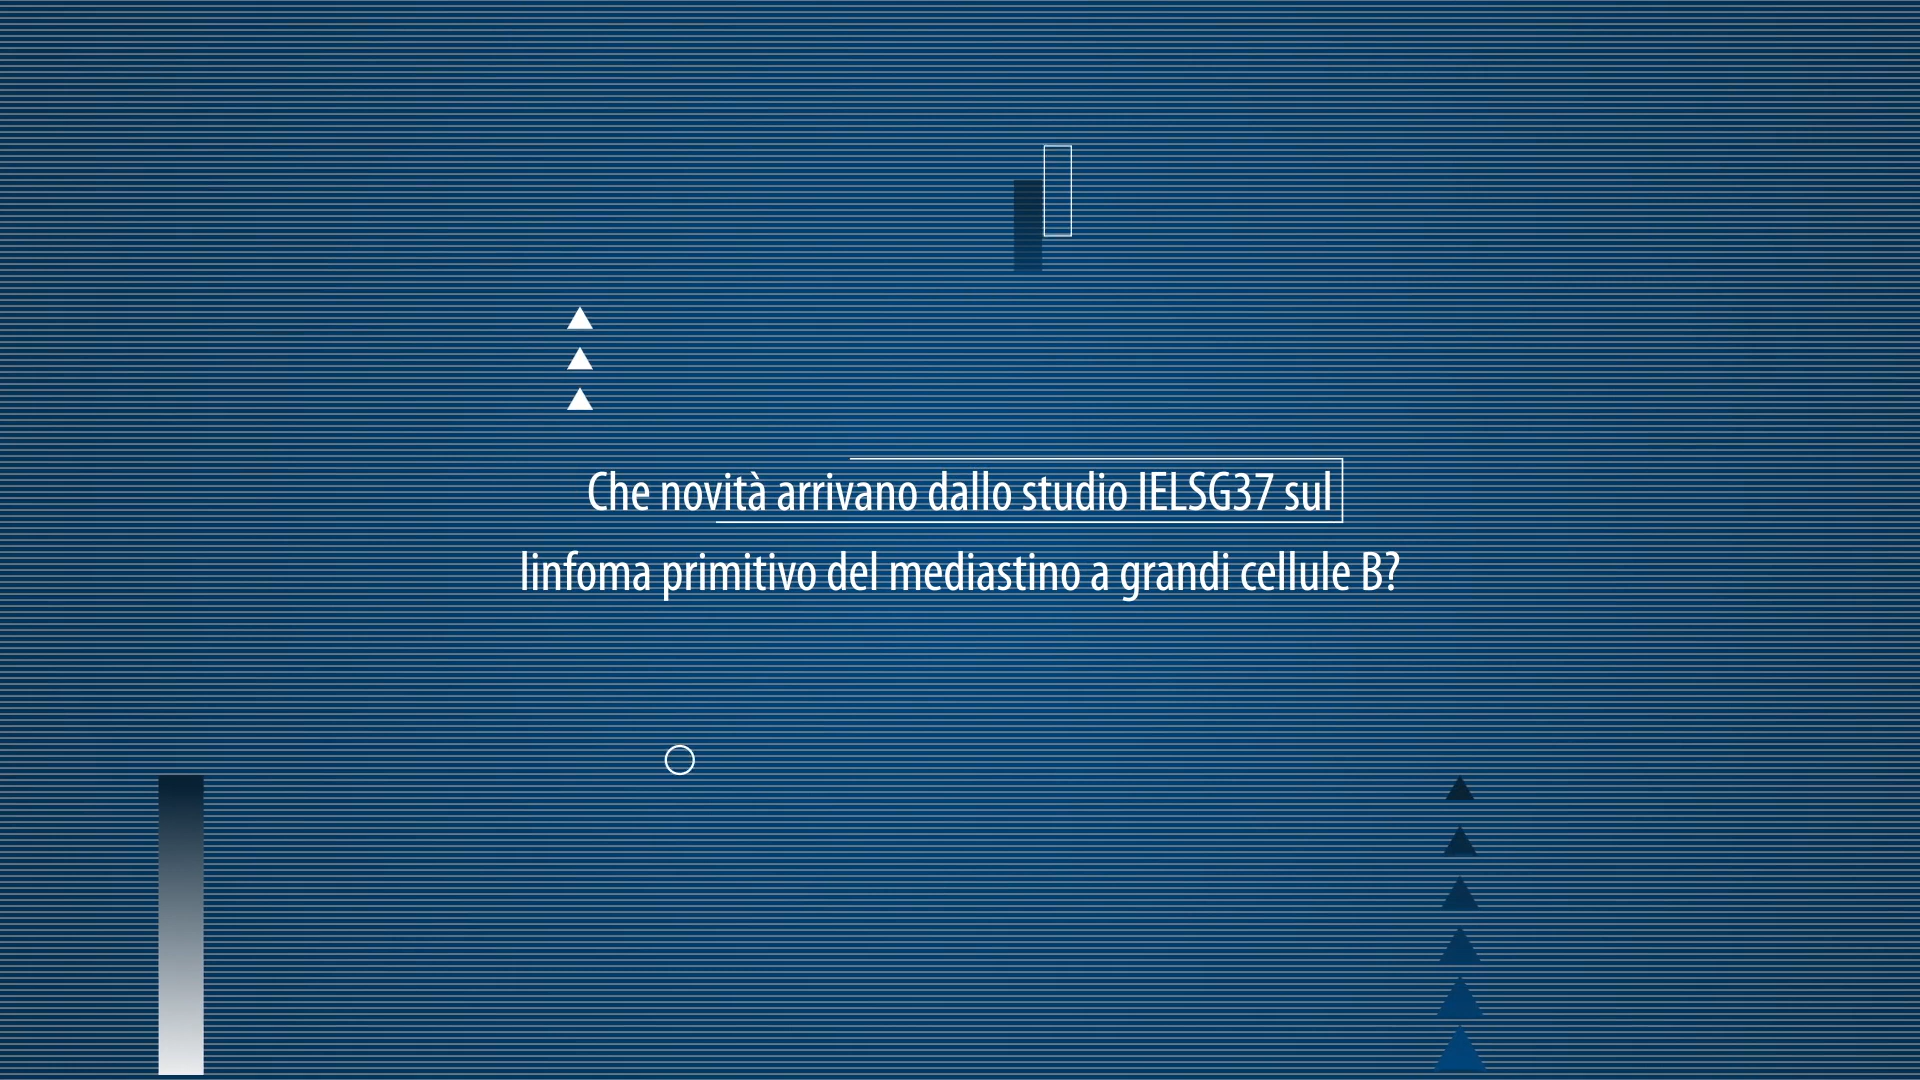 Che novità arrivano dallo studio IELSG37 sul
linfoma primitivo del mediastino a grandi cellule B?